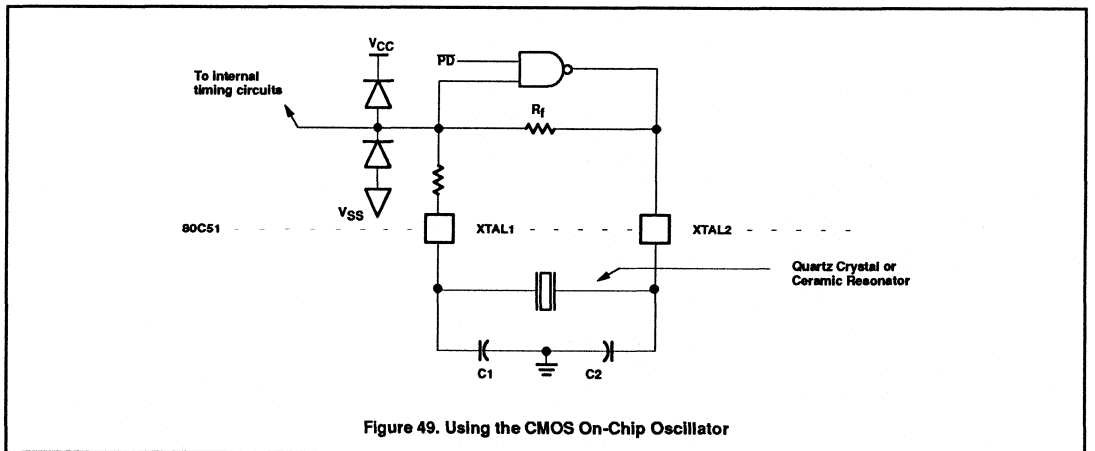 VCC
PD
To internal
timing circuits
Rf
VSS
80C51
XTAL1
XTAL2
Quartz Crystal or
Ceramic Resonator
C1
C2
Figure 49. Using the CMOS On-Chip Oscillator